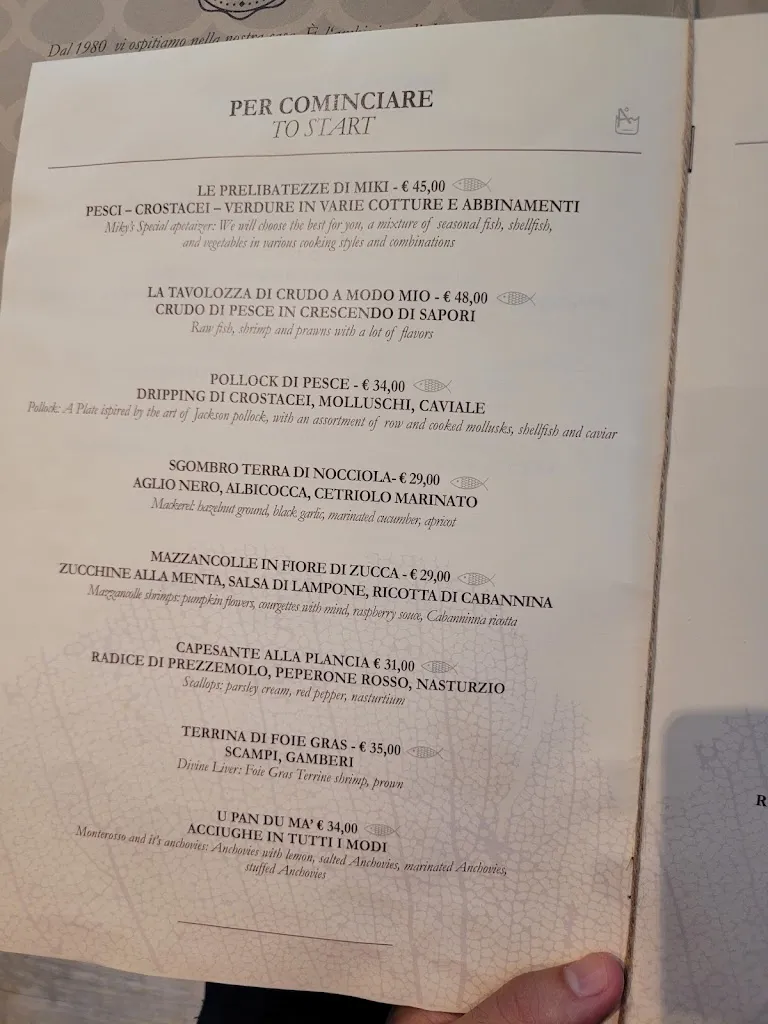 Dal 1980 vi ospitiamo nella nostra casa. È
PER COMINCIARE
TO START
LE PRELIBATEZZE DI MIKI - € 45,00
PESCI – CROSTACEI – VERDURE IN VARIE COTTURE E ABBINAMENTI
Miky's Special apetaizer: We will choose the best for you, a mixture of seasonal fish, shellfish,
and vegetables in various cooking styles and combinations
LA TAVOLOZZA DI CRUDO A MODO MIO - € 48,00
CRUDO DI PESCE IN CRESCENDO DI SAPORI
Raw fish, shrimp and prawns with a lot of flavors
POLLOCK DI PESCE - € 34,00
DRIPPING DI CROSTACEI, MOLLUSCHI, CAVIALE
Pollock: A Plate ispired by the art of Jackson pollock, with an assortment of row and cooked mollusks, shellfish and caviar
SGOMBRO TERRA DI NOCCIOLA- € 29,00
AGLIO NERO, ALBICOCCA, CETRIOLO MARINATO
Mackerel: hazelnut ground, black garlic, marinated cucumber, apricot
MAZZANCOLLE IN FIORE DI ZUCCA - € 29,00
ZUCCHINE ALLA MENTA, SALSA DI LAMPONE, RICOTTA DI CABANNINA
Mazzancolle shrimps: pumpkin flowers, courgettes with mind, raspberry souce, Cabanninna ricotta
CAPESANTE ALLA PLANCIA € 31,00
RADICE DI PREZZEMOLO, PEPERONE ROSSO, NASTURZIO
Scallops: parsley cream, red pepper, nasturtium
TERRINA DI FOIE GRAS - € 35,00
SCAMPI, GAMBERI
Divine Liver: Foie Gras Terrine shrimp, prown
U PAN DU MA' € 34,00
ACCIUGHE IN TUTTI I MODI
Monterosso and it's anchovies: Anchovies with lemon, salted Anchovies, marinated Anchovies,
stuffed Anchovies
R